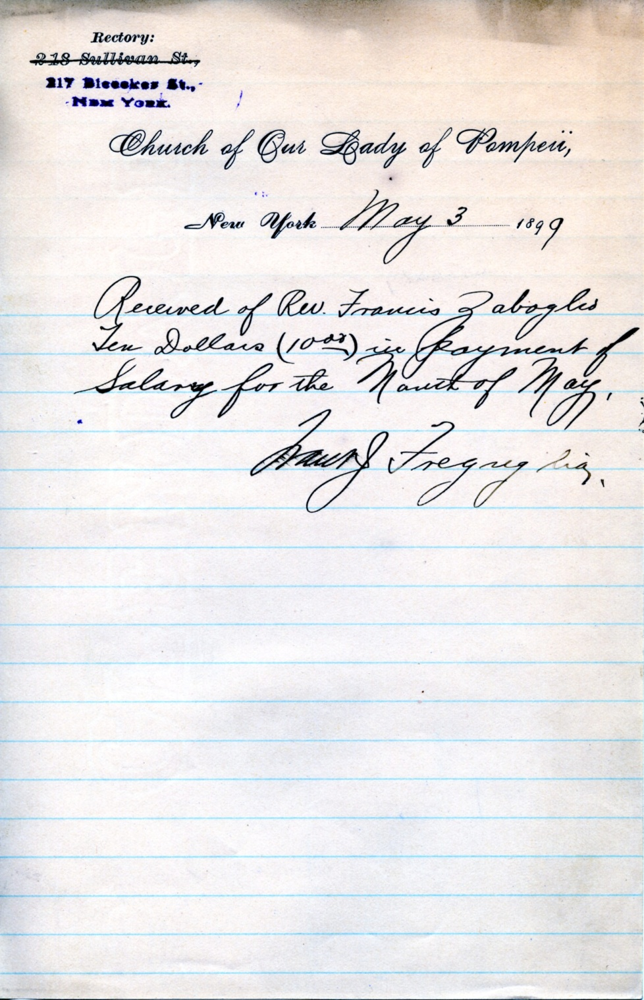 Rectory:
218 Sullivan St.,
217 Bleecker St.,
New York.
Church of Our Lady of Pompeii,
New York May 3 1899
Received of Rev. Francis Zaboglio
Ten Dollars (10 00) in payment of
Salary for the Month of May.
Frank J Fregug lia,